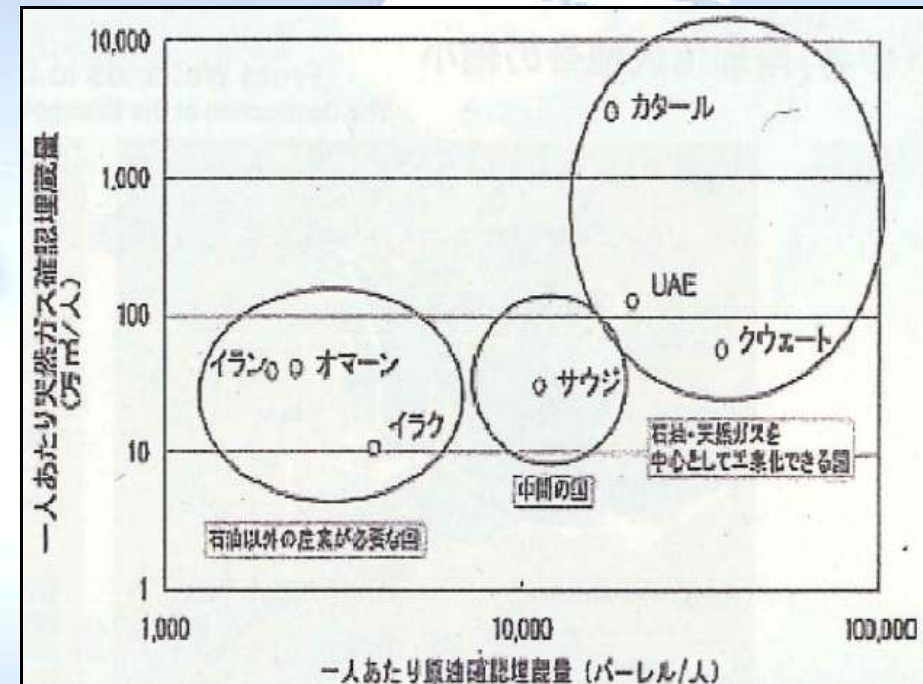 一人あたり天然ガス確認埋蔵量
(万㎥/人)
10,000
1,000
100
10
1
カタール
UAE
クウェート
イラン
オマーン
イラク
サウジ
石油・天然ガスを
中心として工業化できる国
中間の国
石油以外の産業が必要な国
1,000
10,000
100,000
一人あたり原油確認埋蔵量 (バーレル/人)